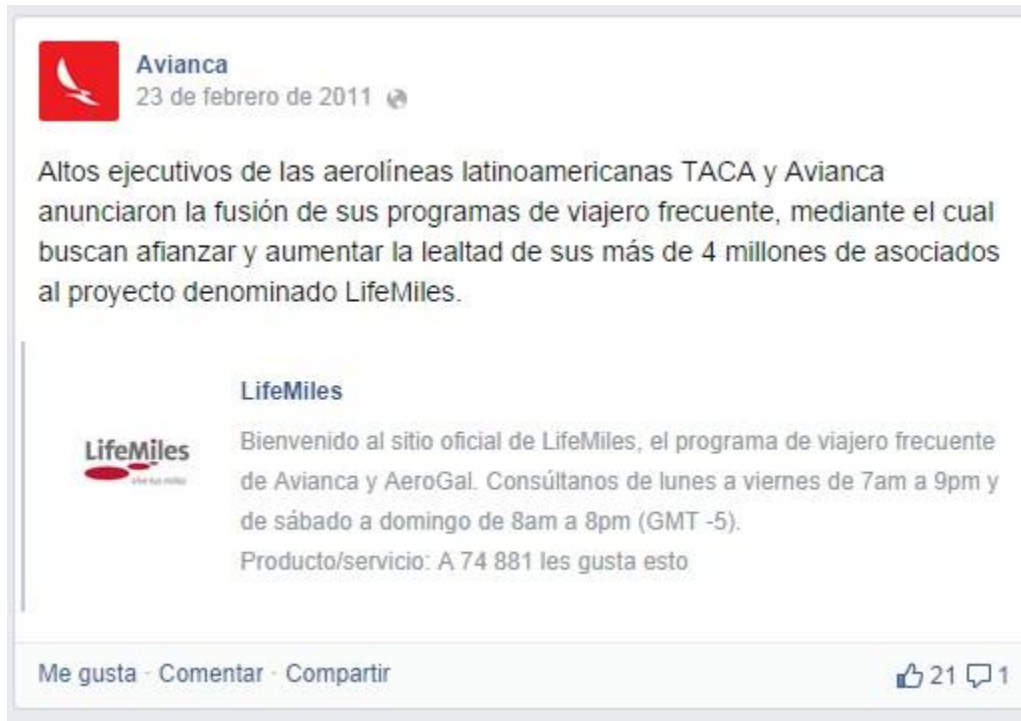 Avianca
23 de febrero de 2011
Altos ejecutivos de las aerolíneas latinoamericanas TACA y Avianca
anunciaron la fusión de sus programas de viajero frecuente, mediante el cual
buscan afianzar y aumentar la lealtad de sus más de 4 millones de asociados
al proyecto denominado LifeMiles.
LifeMiles
LifeMiles
Bienvenido al sitio oficial de LifeMiles, el programa de viajero frecuente
de Avianca y AeroGal. Consúltanos de lunes a viernes de 7am a 9pm y
de sábado a domingo de 8am a 8pm (GMT -5).
Producto/servicio: A 74 881 les gusta esto
Me gusta · Comentar · Compartir 21 1